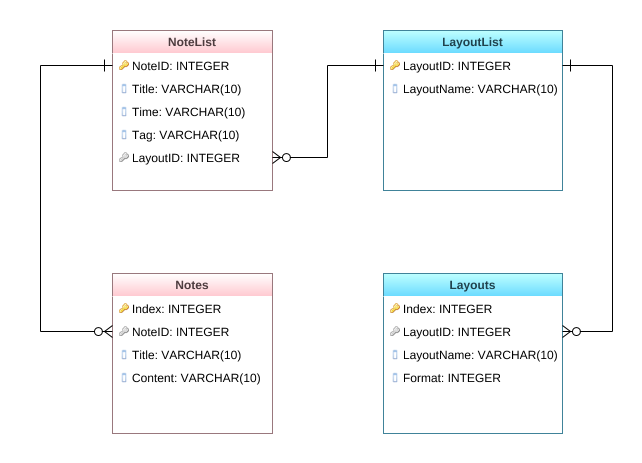 NoteList
NoteID: INTEGER
Title: VARCHAR(10)
Time: VARCHAR(10)
Tag: VARCHAR(10)
LayoutID: INTEGER
LayoutList
LayoutID: INTEGER
LayoutName: VARCHAR(10)
Notes
Index: INTEGER
NoteID: INTEGER
Title: VARCHAR(10)
Content: VARCHAR(10)
Layouts
Index: INTEGER
LayoutID: INTEGER
LayoutName: VARCHAR(10)
Format: INTEGER